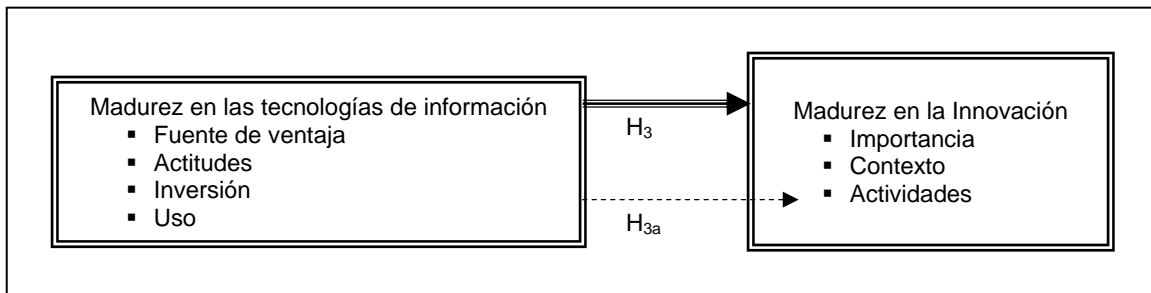 Madurez en las tecnologías de información
▪ Fuente de ventaja
▪ Actitudes
▪ Inversión
▪ Uso
H₃
H₃ₐ
Madurez en la Innovación
▪ Importancia
▪ Contexto
▪ Actividades